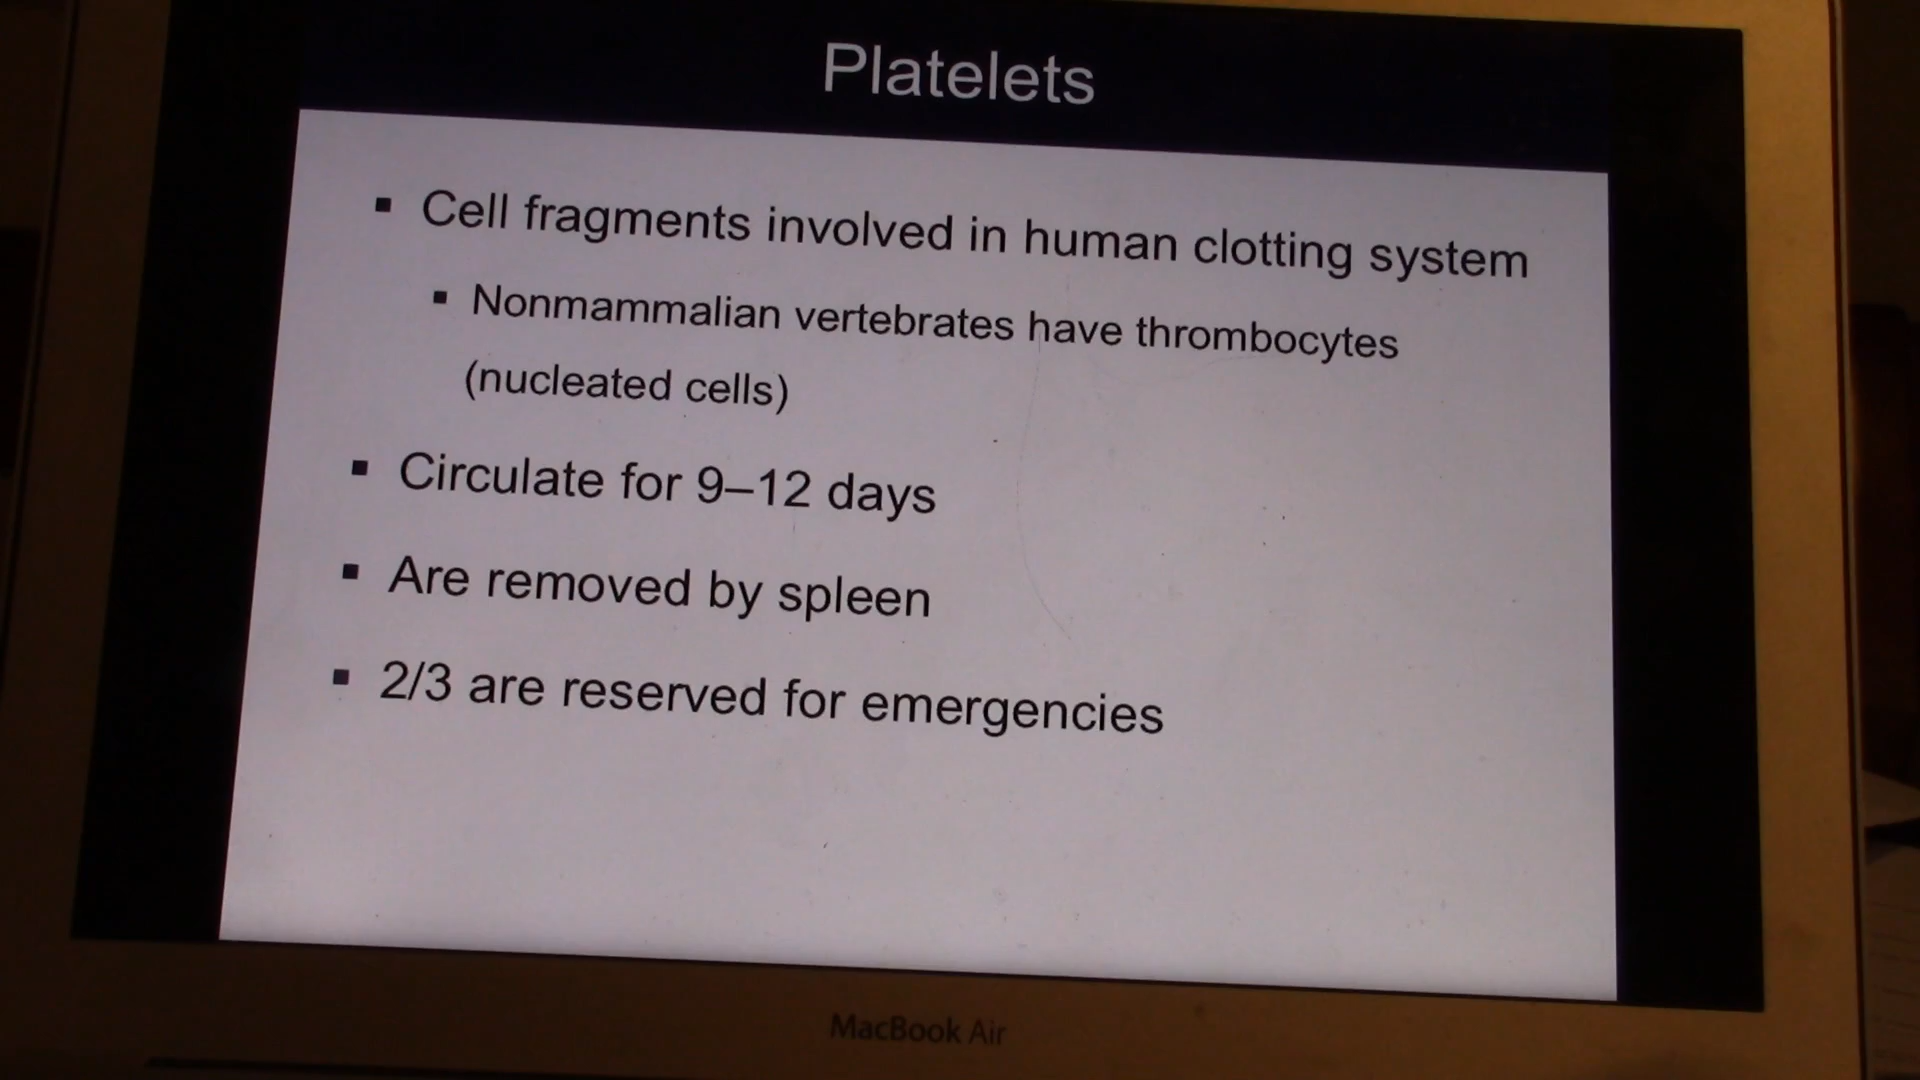 Platelets
▪ Cell fragments involved in human clotting system
▪ Nonmammalian vertebrates have thrombocytes
(nucleated cells)
▪ Circulate for 9–12 days
▪ Are removed by spleen
▪ 2/3 are reserved for emergencies
MacBook Air